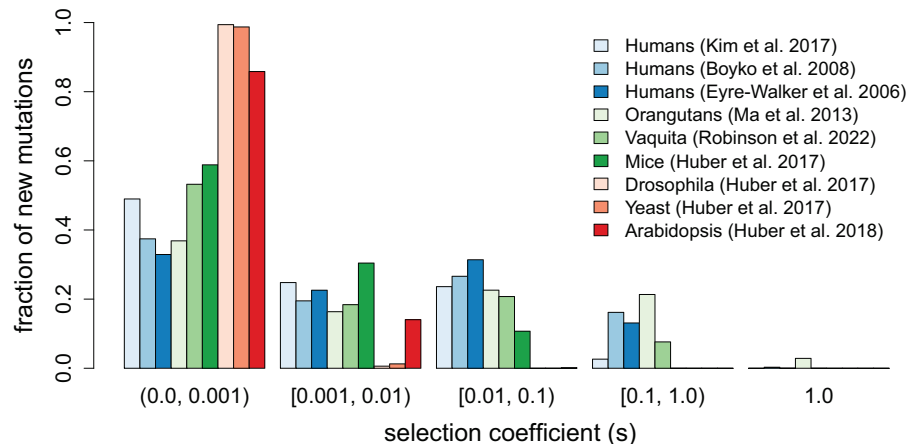 fraction of new mutations
1.0
0.8
0.6
0.4
0.2
0.0
Humans (Kim et al. 2017)
Humans (Boyko et al. 2008)
Humans (Eyre-Walker et al. 2006)
Orangutans (Ma et al. 2013)
Vaquita (Robinson et al. 2022)
Mice (Huber et al. 2017)
Drosophila (Huber et al. 2017)
Yeast (Huber et al. 2017)
Arabidopsis (Huber et al. 2018)
(0.0, 0.001) [0.001, 0.01) [0.01, 0.1) [0.1, 1.0) 1.0
selection coefficient (s)